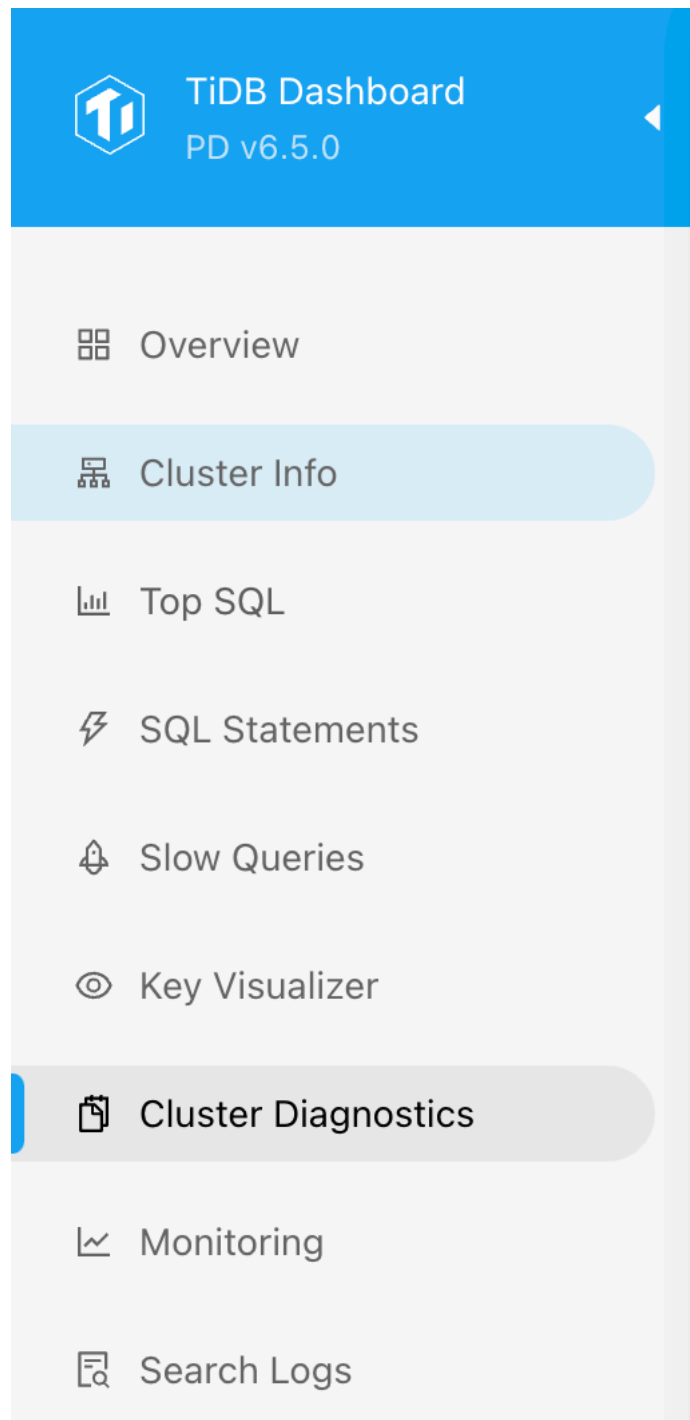 TiDB Dashboard
PD v6.5.0
Overview
Cluster Info
Top SQL
SQL Statements
Slow Queries
Key Visualizer
Cluster Diagnostics
Monitoring
Search Logs